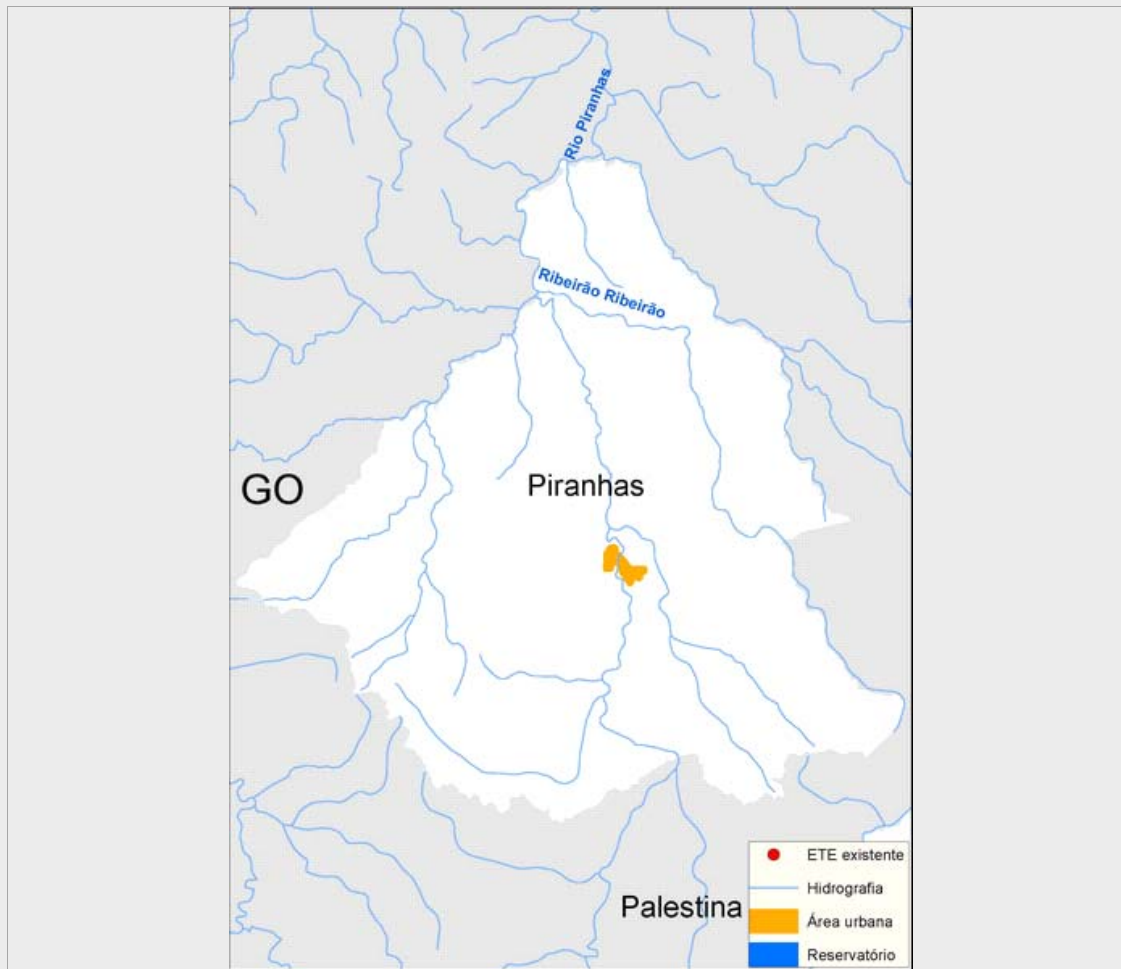 Rio Piranhas
Ribeirão Ribeirão
GO
Piranhas
Palestina
ETE existente
Hidrografia
Área urbana
Reservatório